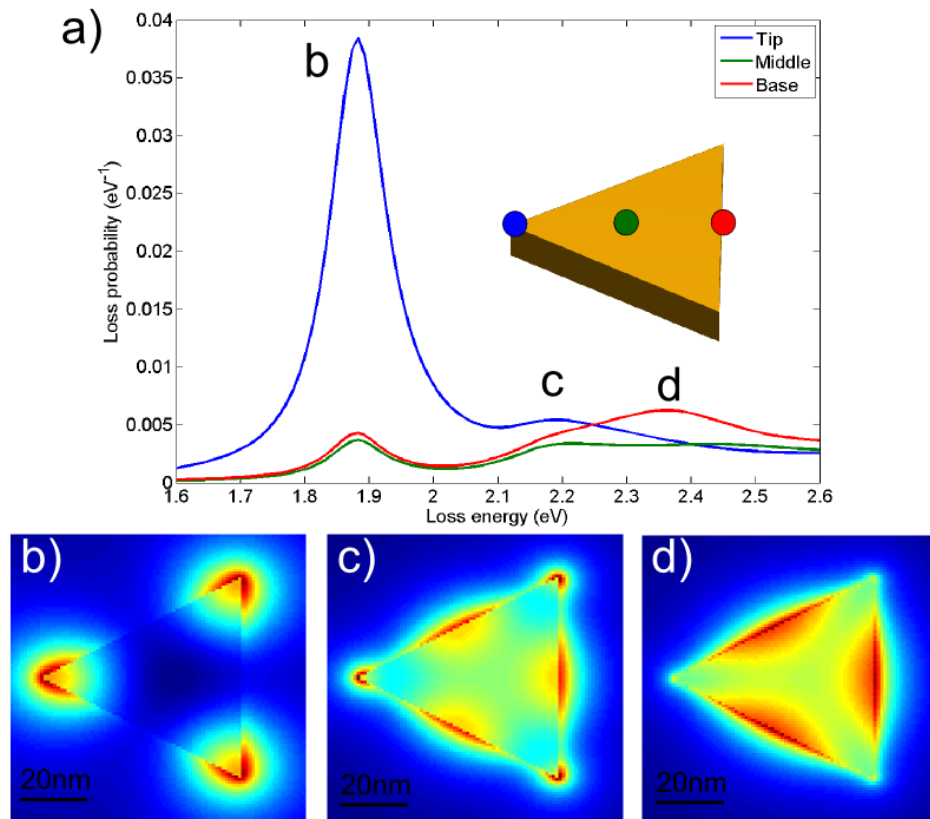 a)
b
c
d
Tip
Middle
Base
Loss probability (eV⁻¹)
0.04
0.035
0.03
0.025
0.02
0.015
0.01
0.005
0
1.6 1.7 1.8 1.9 2 2.1 2.2 2.3 2.4 2.5 2.6
Loss energy (eV)
b) c) d)
20nm 20nm 20nm